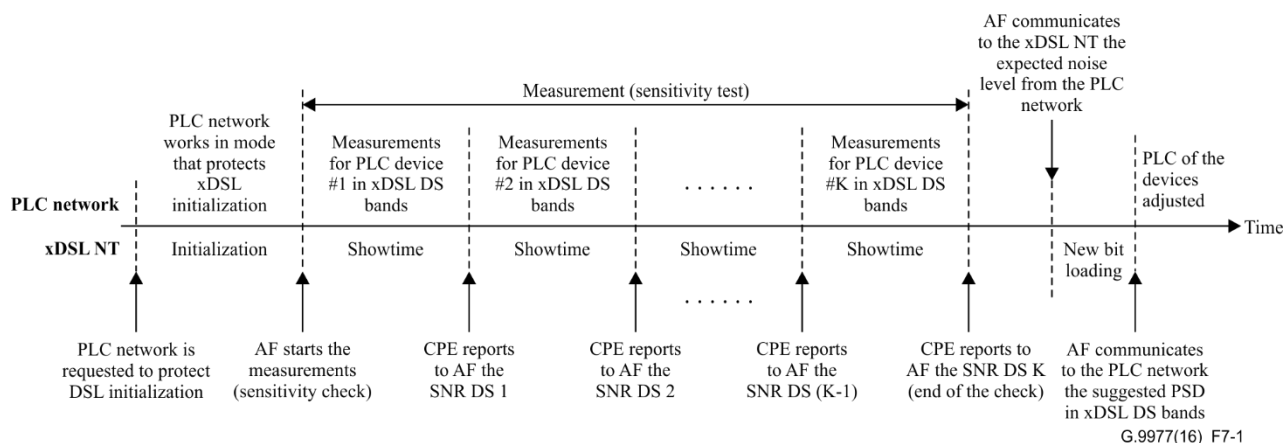 AF communicates
to the xDSL NT the
expected noise
level from the PLC
network
Measurement (sensitivity test)
PLC network
works in mode
that protects
xDSL
initialization
Measurements
for PLC device
#1 in xDSL DS
bands
Measurements
for PLC device
#2 in xDSL DS
bands
. . . . . .
Measurements
for PLC device
#K in xDSL DS
bands
PLC of the
devices
adjusted
PLC network
Time
xDSL NT
Initialization
Showtime
Showtime
Showtime
Showtime
New bit
loading
. . . . . .
PLC network is
requested to protect
DSL initialization
AF starts the
measurements
(sensitivity check)
CPE reports
to AF the
SNR DS 1
CPE reports
to AF the
SNR DS 2
CPE reports
to AF the
SNR DS (K-1)
CPE reports to
AF the SNR DS K
(end of the check)
AF communicates
to the PLC network
the suggested PSD
in xDSL DS bands
G.9977(16)_F7-1